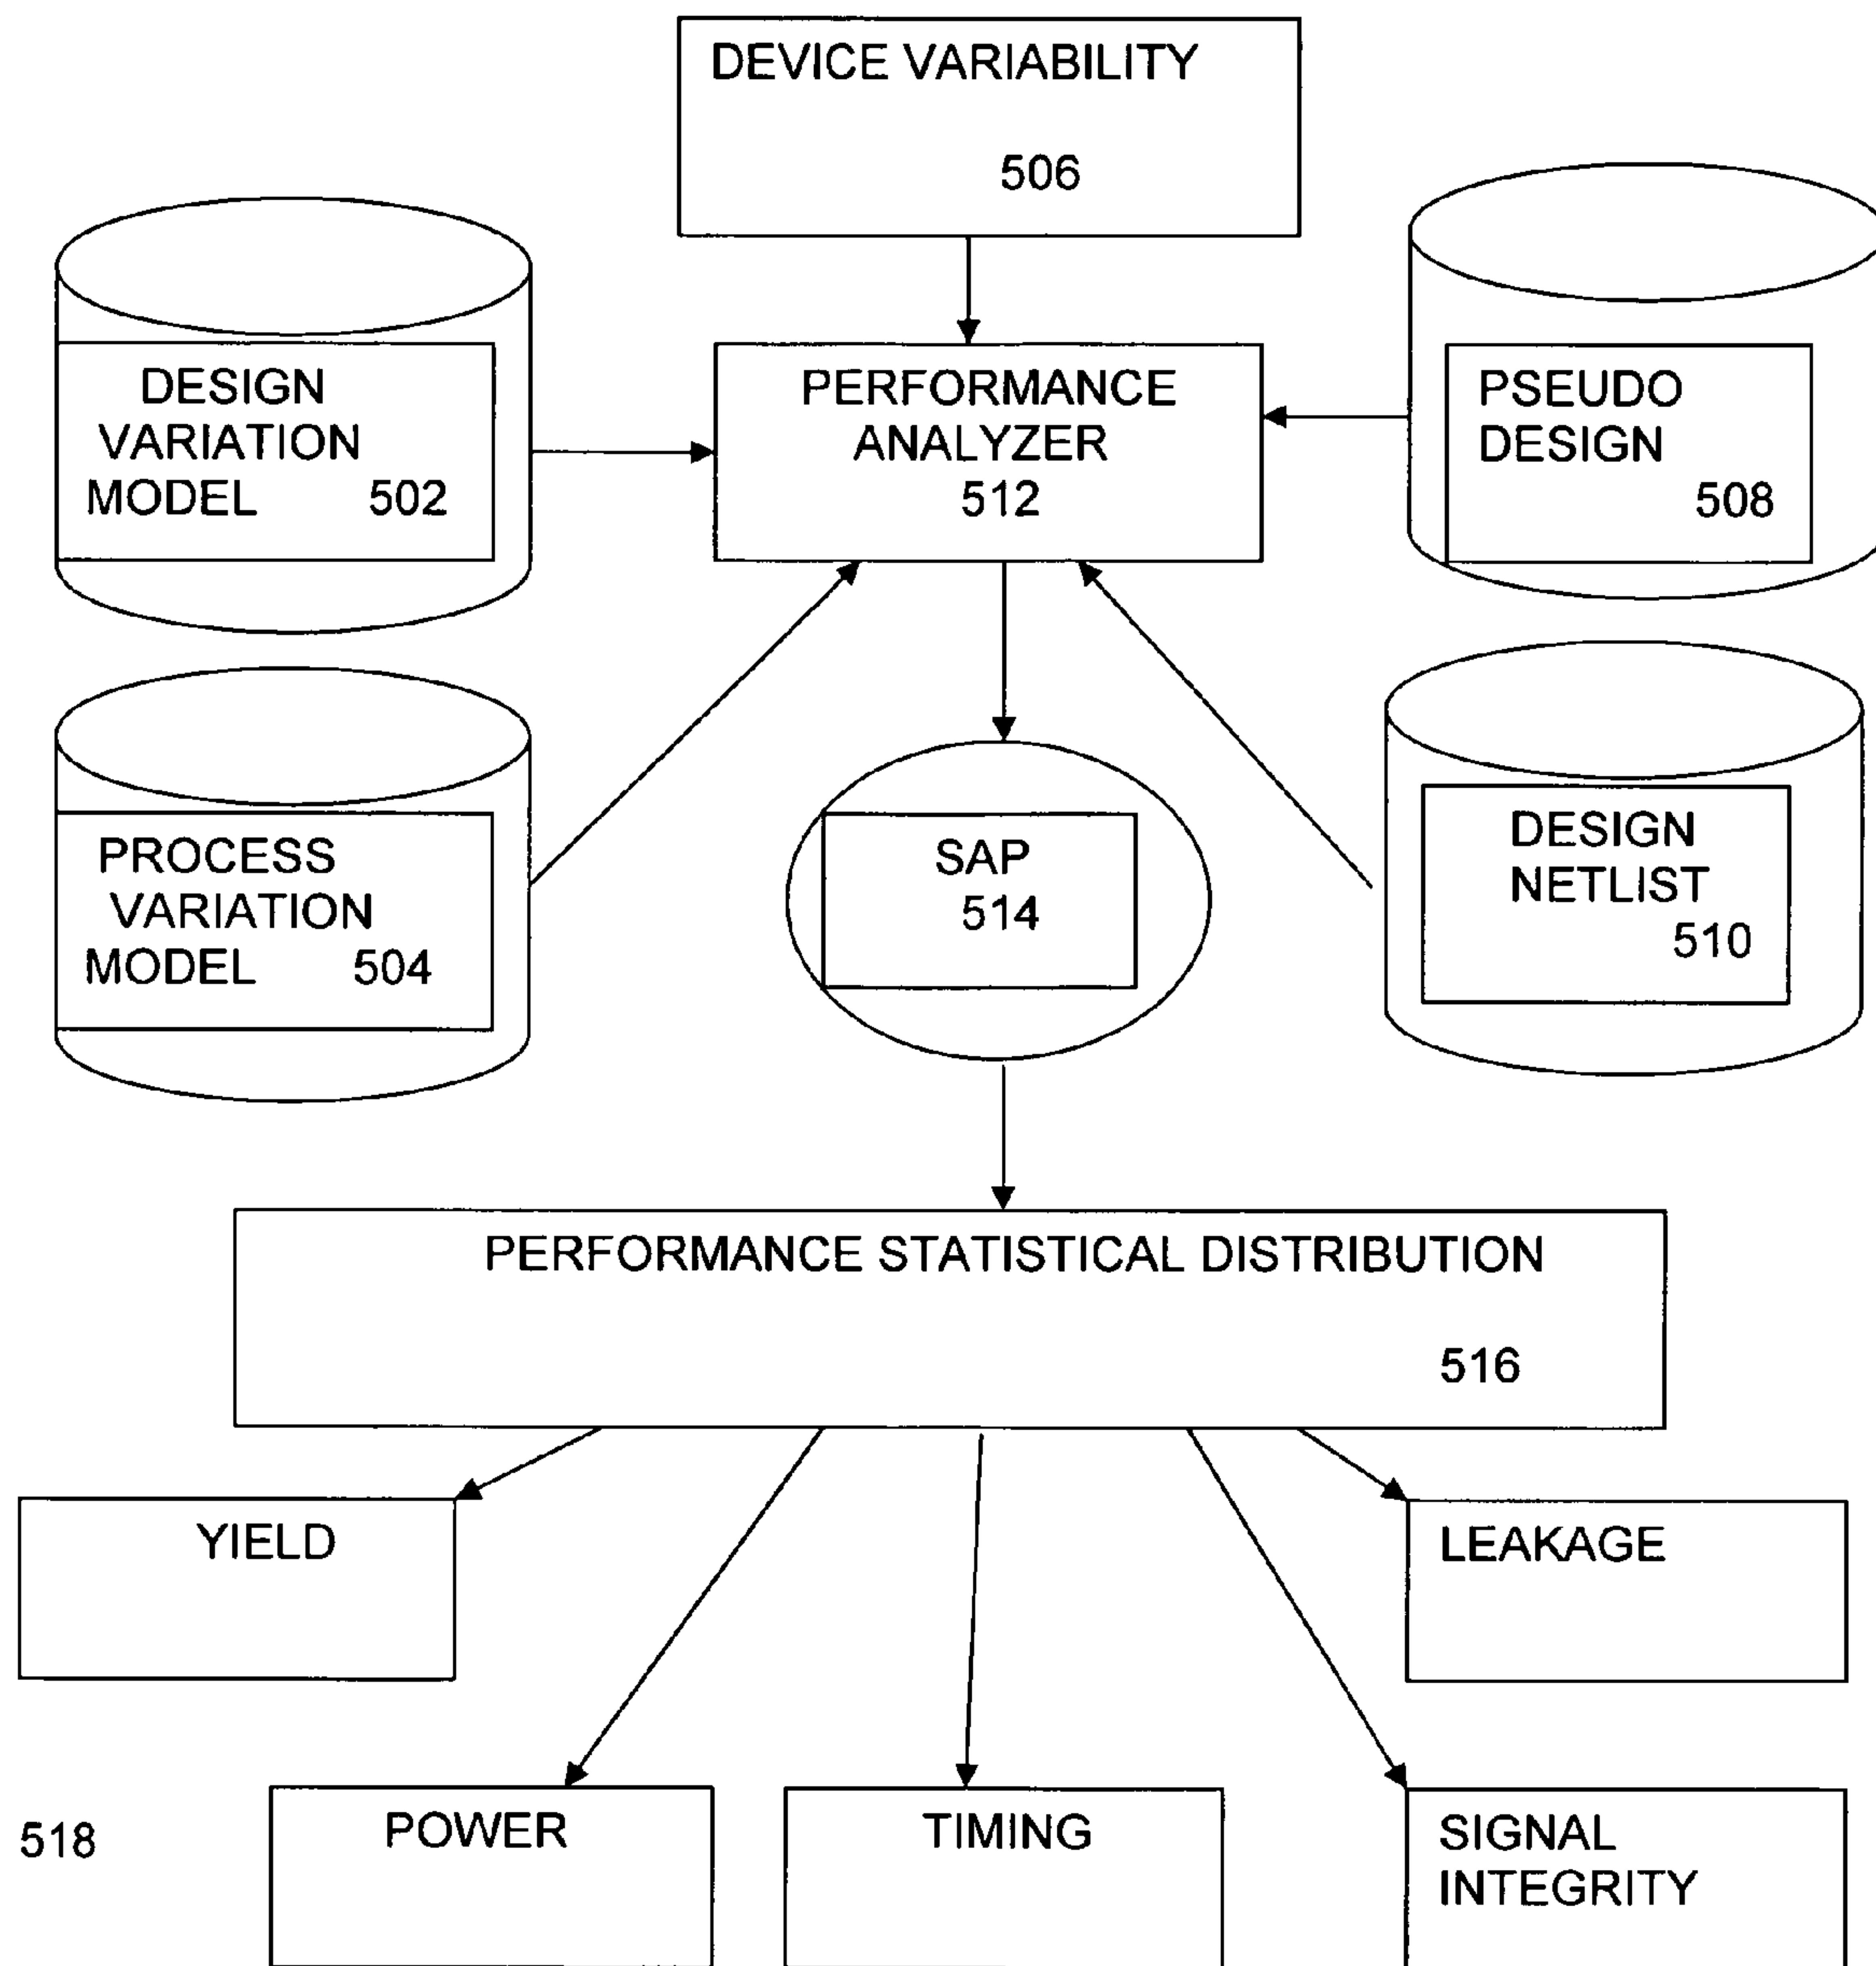 DEVICE VARIABILITY
506
DESIGN
VARIATION
MODEL 502
PERFORMANCE
ANALYZER
512
PSEUDO
DESIGN
508
PROCESS
VARIATION
MODEL 504
SAP
514
DESIGN
NETLIST
510
PERFORMANCE STATISTICAL DISTRIBUTION
516
YIELD
LEAKAGE
518
POWER
TIMING
SIGNAL
INTEGRITY